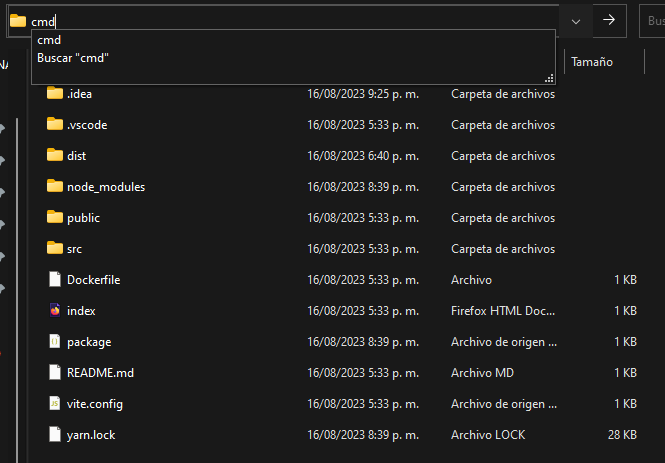 cmd
Bus
cmd
Buscar "cmd"
NA
Tamaño
.idea 16/08/2023 9:25 p. m. Carpeta de archivos
.vscode 16/08/2023 5:33 p. m. Carpeta de archivos
dist 16/08/2023 6:40 p. m. Carpeta de archivos
node_modules 16/08/2023 8:39 p. m. Carpeta de archivos
public 16/08/2023 5:33 p. m. Carpeta de archivos
src 16/08/2023 5:33 p. m. Carpeta de archivos
Dockerfile 16/08/2023 5:33 p. m. Archivo 1 KB
index 16/08/2023 5:33 p. m. Firefox HTML Doc... 1 KB
package 16/08/2023 8:39 p. m. Archivo de origen ... 1 KB
README.md 16/08/2023 5:33 p. m. Archivo MD 1 KB
vite.config 16/08/2023 5:33 p. m. Archivo de origen ... 1 KB
yarn.lock 16/08/2023 8:39 p. m. Archivo LOCK 28 KB